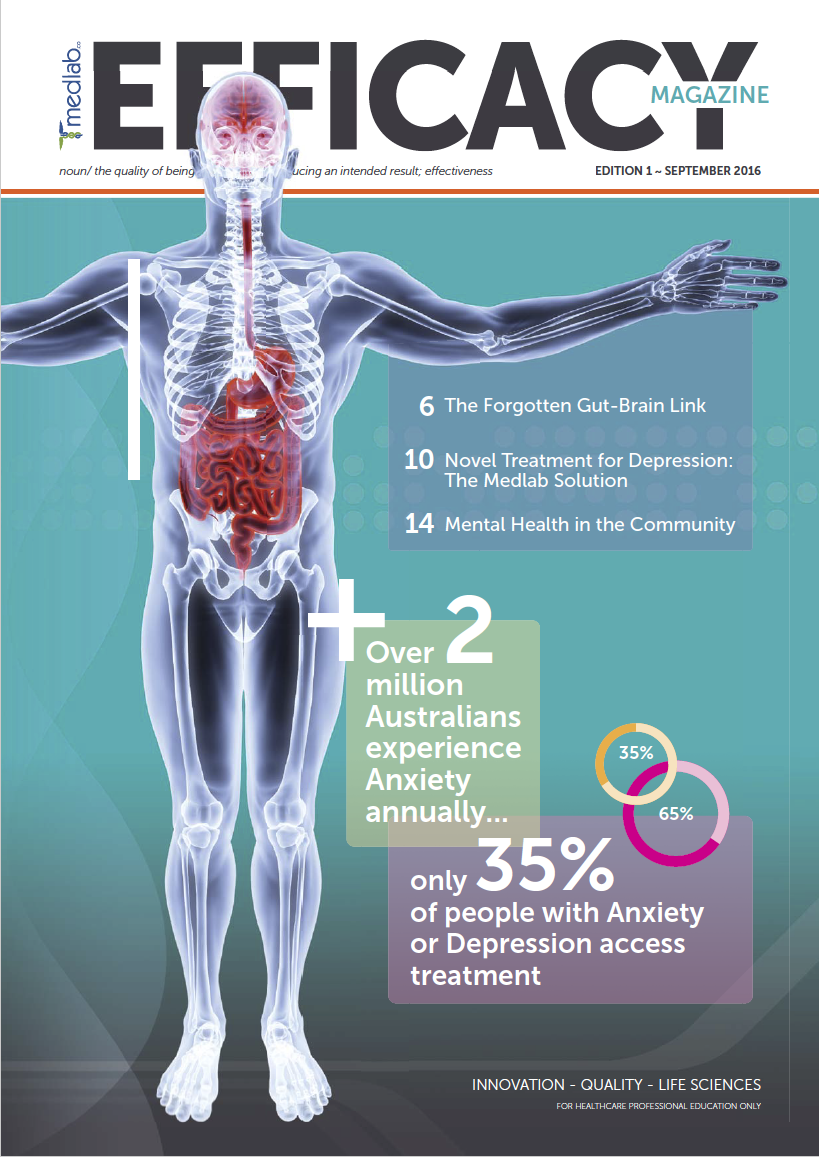 medlab.co
EFFICACY
MAGAZINE
noun/ the quality of being ucing an intended result; effectiveness
EDITION 1 ~ SEPTEMBER 2016
6 The Forgotten Gut-Brain Link
10 Novel Treatment for Depression:
The Medlab Solution
14 Mental Health in the Community
+
Over 2
million
Australians
experience
Anxiety
annually...
35%
65%
only 35%
of people with Anxiety
or Depression access
treatment
INNOVATION - QUALITY - LIFE SCIENCES
FOR HEALTHCARE PROFESSIONAL EDUCATION ONLY